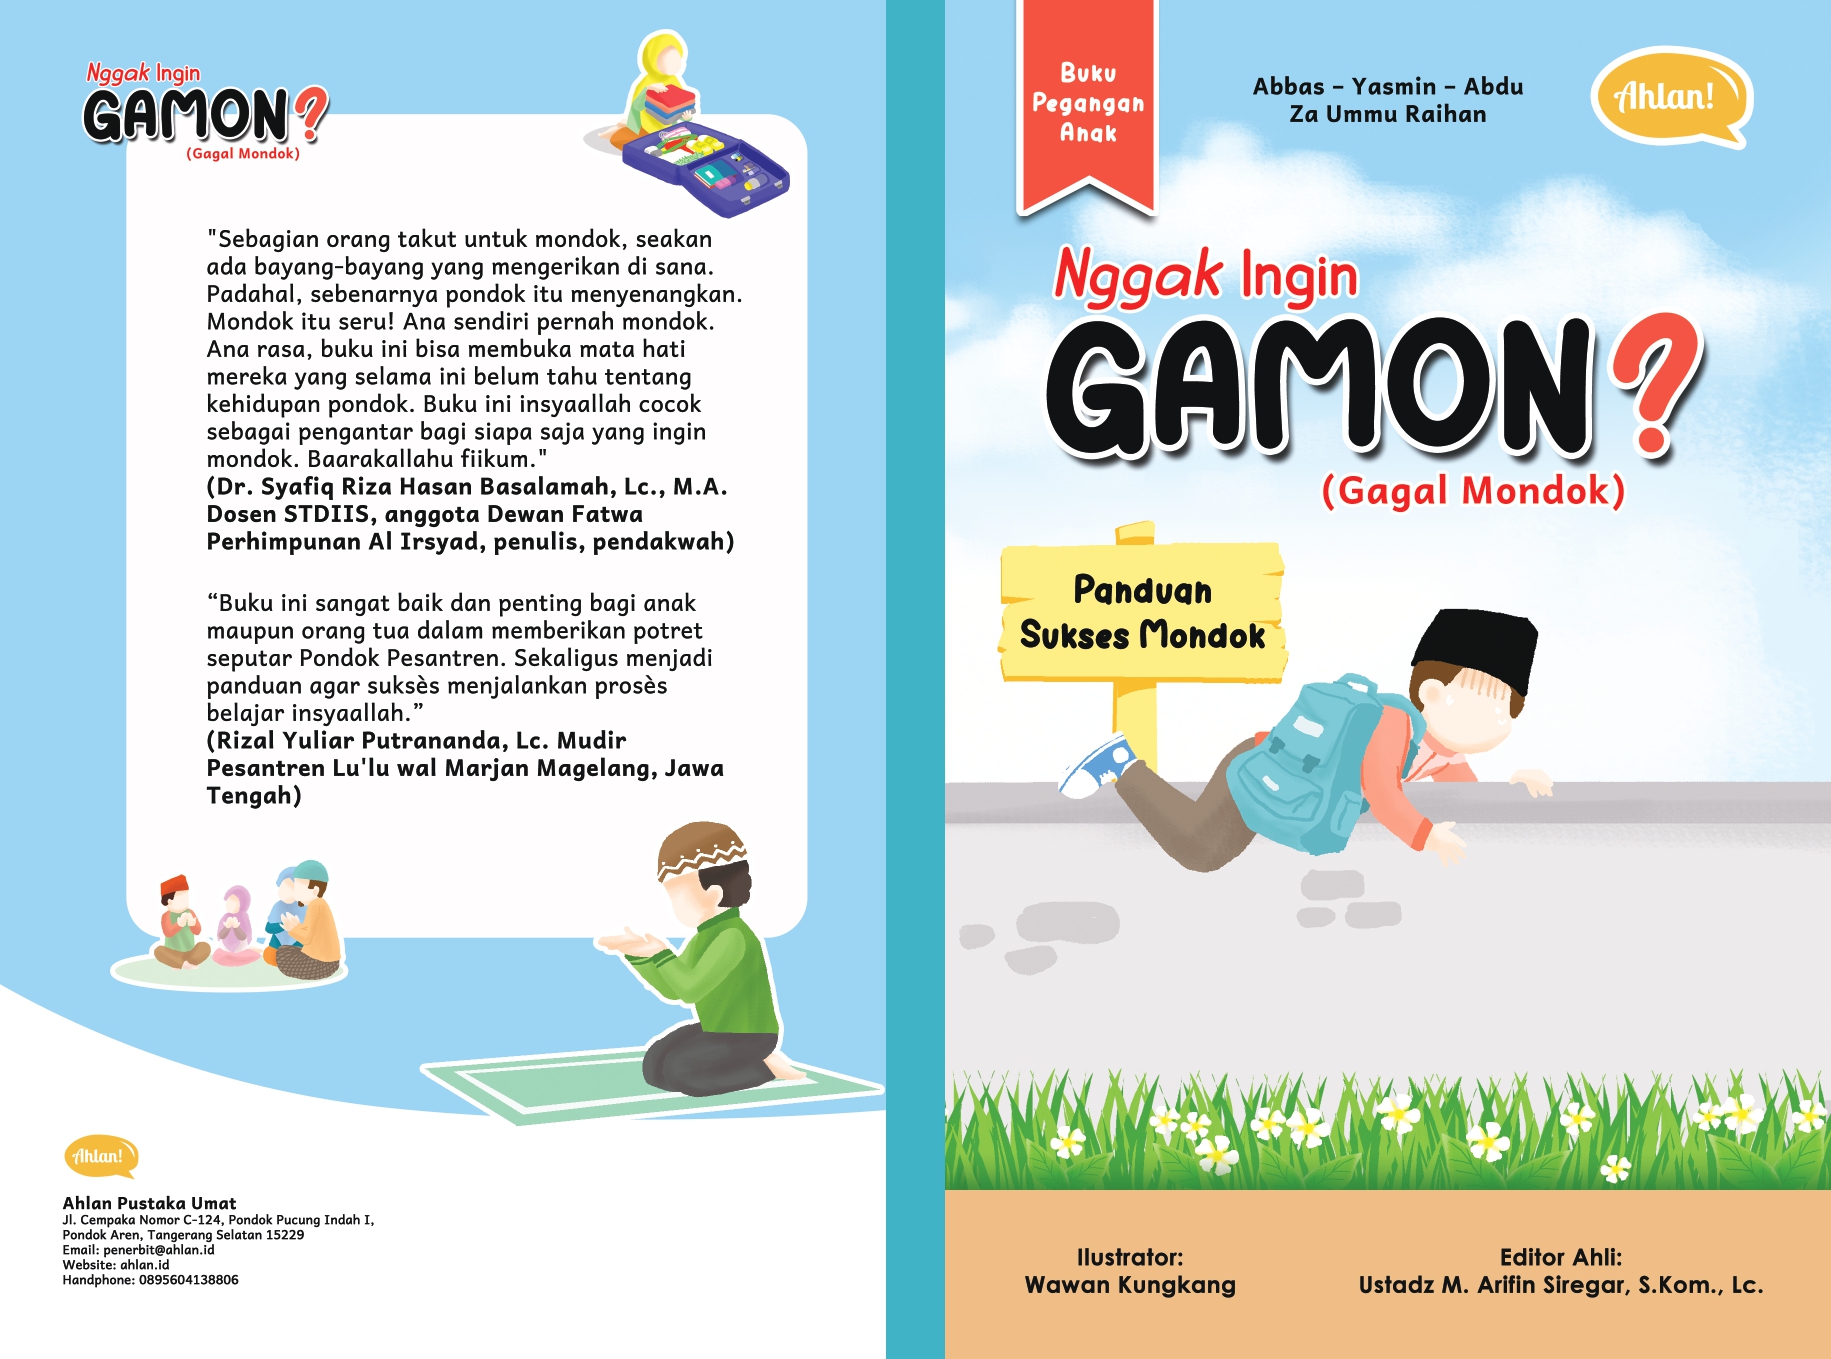 Nggak Ingin
GAMON?
(Gagal Mondok)
"Sebagian orang takut untuk mondok, seakan
ada bayang-bayang yang mengerikan di sana.
Padahal, sebenarnya pondok itu menyenangkan.
Mondok itu seru! Ana sendiri pernah mondok.
Ana rasa, buku ini bisa membuka mata hati
mereka yang selama ini belum tahu tentang
kehidupan pondok. Buku ini insyaallah cocok
sebagai pengantar bagi siapa saja yang ingin
mondok. Baarakallahu fiikum."
(Dr. Syafiq Riza Hasan Basalamah, Lc., M.A.
Dosen STDIIS, anggota Dewan Fatwa
Perhimpunan Al Irsyad, penulis, pendakwah)
“Buku ini sangat baik dan penting bagi anak
maupun orang tua dalam memberikan potret
seputar Pondok Pesantren. Sekaligus menjadi
panduan agar suksès menjalankan prosès
belajar insyaallah.”
(Rizal Yuliar Putrananda, Lc. Mudir
Pesantren Lu'lu wal Marjan Magelang, Jawa
Tengah)
Ahlan!
Ahlan Pustaka Umat
Jl. Cempaka Nomor C-124, Pondok Pucung Indah I,
Pondok Aren, Tangerang Selatan 15229
Email: penerbit@ahlan.id
Website: ahlan.id
Handphone: 0895604138806
Buku
Pegangan
Anak
Abbas – Yasmin – Abdu
Za Ummu Raihan
Ahlan!
Nggak Ingin
GAMON?
(Gagal Mondok)
Panduan
Sukses Mondok
Ilustrator:
Wawan Kungkang
Editor Ahli:
Ustadz M. Arifin Siregar, S.Kom., Lc.